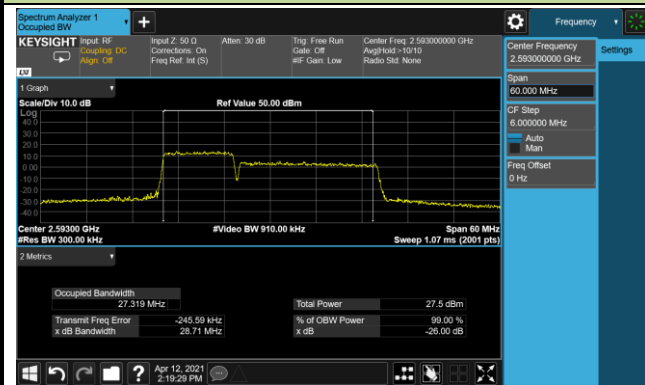 Spectrum Analyzer 1
Occupied BW
Frequency
KEYSIGHT
Input: RF
Coupling: DC
Align: Off
Input Z: 50 Ω
Corrections: On
Freq Ref: Int (S)
Atten: 30 dB
Trig: Free Run
Gate: Off
#IF Gain: Low
Center Freq: 2.593000000 GHz
Avg|Hold:>10/10
Radio Std: None
LXI
Center Frequency
2.593000000 GHz
Settings
Span
60.000 MHz
CF Step
6.000000 MHz
Auto
Man
Freq Offset
0 Hz
1 Graph
Scale/Div 10.0 dB
Ref Value 50.00 dBm
Log
40.0
30.0
20.0
10.0
0.00
-10.0
-20.0
-30.0
-40.0
Center 2.59300 GHz
#Video BW 910.00 kHz
Span 60 MHz
#Res BW 300.00 kHz
Sweep 1.07 ms (2001 pts)
2 Metrics
Occupied Bandwidth
27.319 MHz
Total Power
27.5 dBm
Transmit Freq Error
-245.59 kHz
% of OBW Power
99.00 %
x dB Bandwidth
28.71 MHz
x dB
-26.00 dB
?
Apr 12, 2021
2:19:29 PM